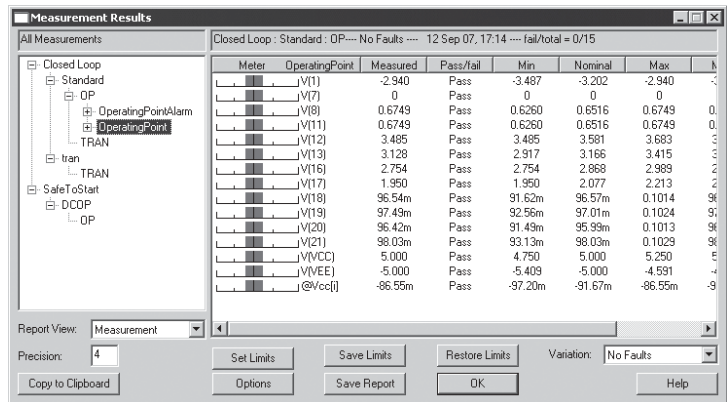 Measurement Results
All Measurements
Closed Loop : Standard : OP---- No Faults ---- 12 Sep 07, 17:14 ---- fail/total = 0/15
Closed Loop
Standard
OP
OperatingPointAlarm
OperatingPoint
TRAN
tran
TRAN
SafeToStart
DCOP
OP
Meter OperatingPoint Measured Pass/fail Min Nominal Max
V(1) -2.940 Pass -3.487 -3.202 -2.940
V(7) 0 Pass 0 0 0
V(8) 0.6749 Pass 0.6260 0.6516 0.6749
V(11) 0.6749 Pass 0.6260 0.6516 0.6749
V(12) 3.485 Pass 3.485 3.581 3.683
V(13) 3.128 Pass 2.917 3.166 3.415
V(16) 2.754 Pass 2.754 2.868 2.989
V(17) 1.950 Pass 1.950 2.077 2.213
V(18) 96.54m Pass 91.62m 96.57m 0.1014
V(19) 97.49m Pass 92.56m 97.01m 0.1024
V(20) 96.42m Pass 91.49m 95.99m 0.1013
V(21) 98.03m Pass 93.13m 98.03m 0.1029
V(VCC) 5.000 Pass 4.750 5.000 5.250
V(VEE) -5.000 Pass -5.409 -5.000 -4.591
@Vcc[i] -86.55m Pass -97.20m -91.67m -86.55m
Report View: Measurement
Precision: 4
Set Limits Save Limits Restore Limits Variation: No Faults
Copy to Clipboard Options Save Report OK Help